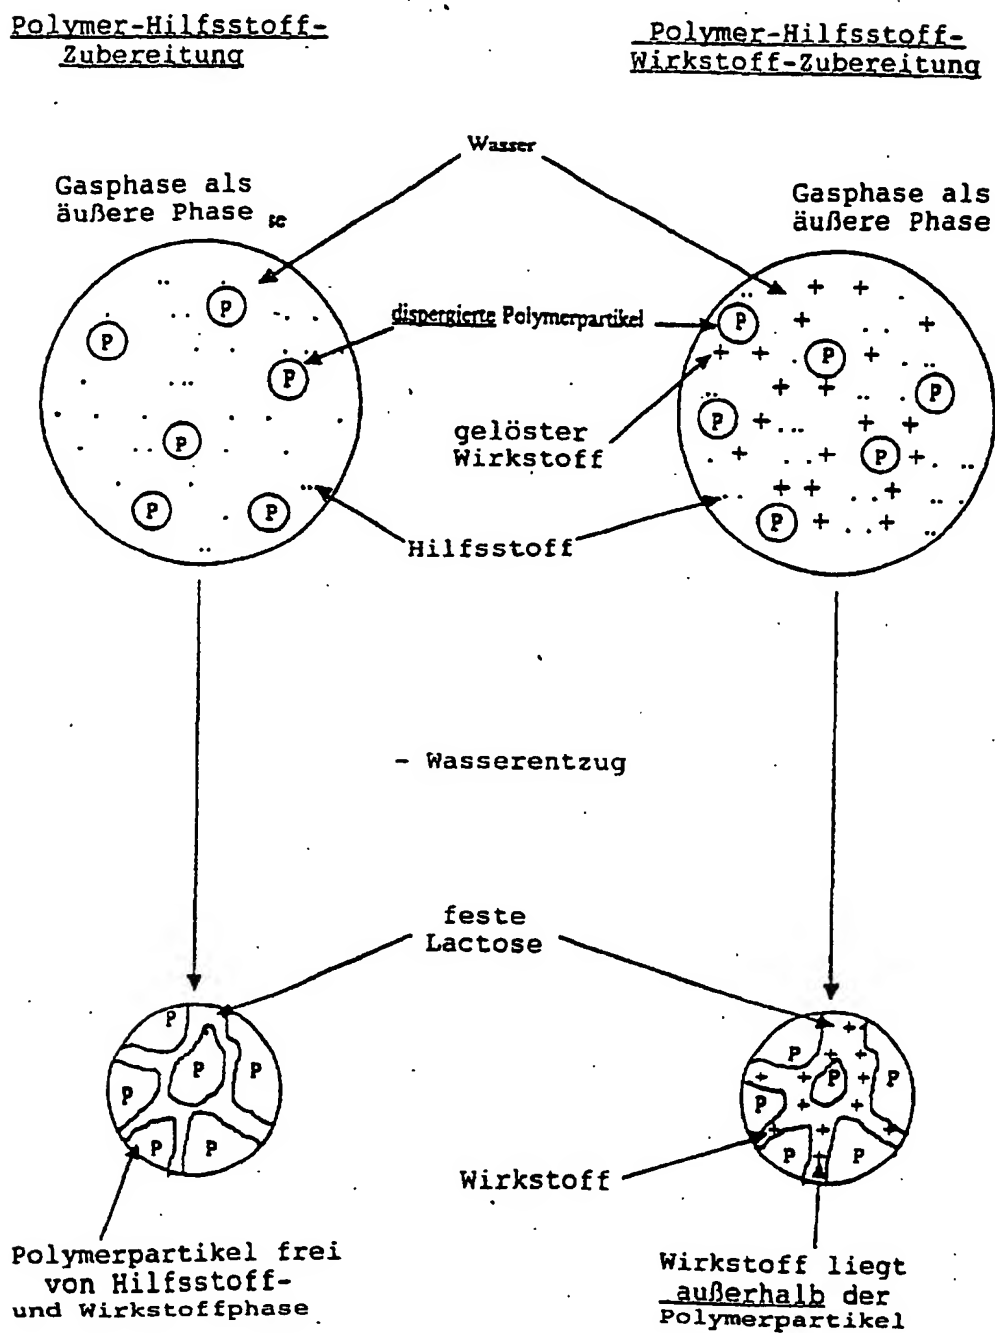 Polymer-Hilfsstoff-
Zubereitung
Polymer-Hilfsstoff-
Wirkstoff-Zubereitung
Wasser
Gasphase als
äußere Phase
Gasphase als
äußere Phase
dispergierte Polymerpartikel
gelöster
Wirkstoff
Hilfsstoff
P
P
P
P
P
P
P
P
P
P
P
P
- Wasserentzug
feste
Lactose
P
P
P
P
P
P
P
P
P
P
P
P
Wirkstoff
Polymerpartikel frei
von Hilfsstoff-
und Wirkstoffphase
Wirkstoff liegt
außerhalb der
Polymerpartikel